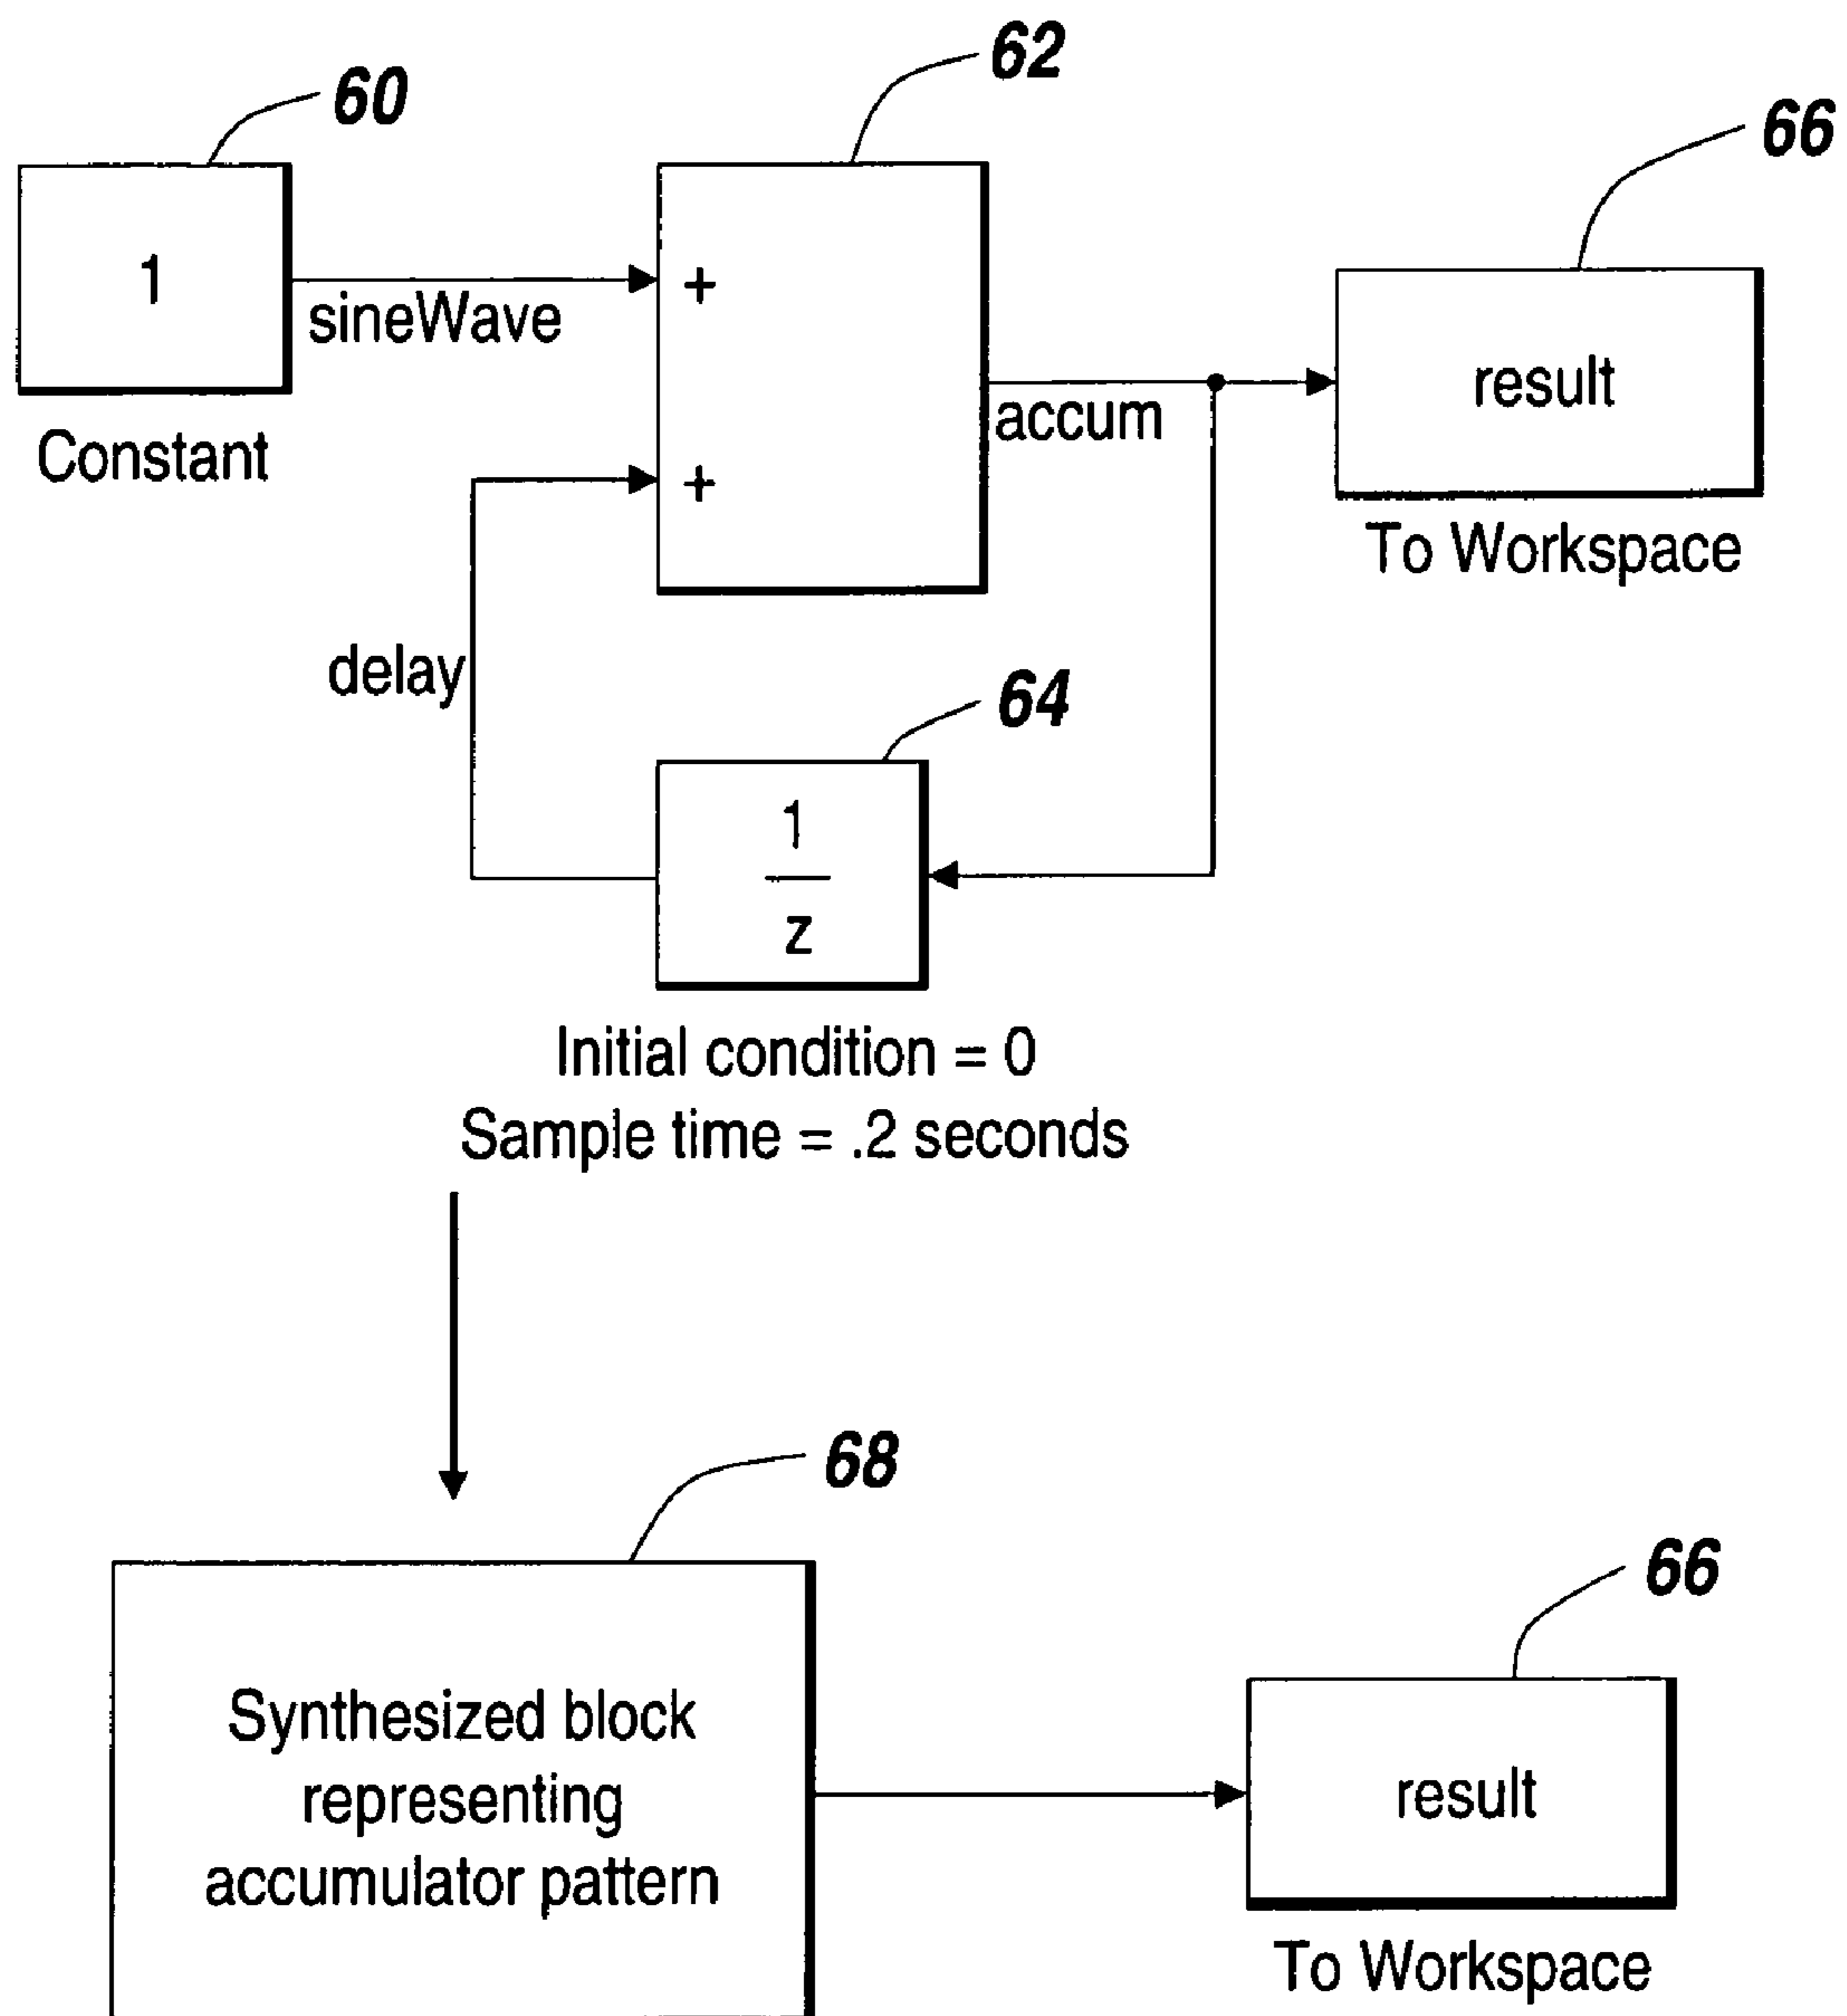 62
60
66
1
+
sineWave
result
accum
Constant
+
To Workspace
delay
64
1
z
Initial condition = 0
Sample time = .2 seconds
68
66
Synthesized block
representing
accumulator pattern
result
To Workspace